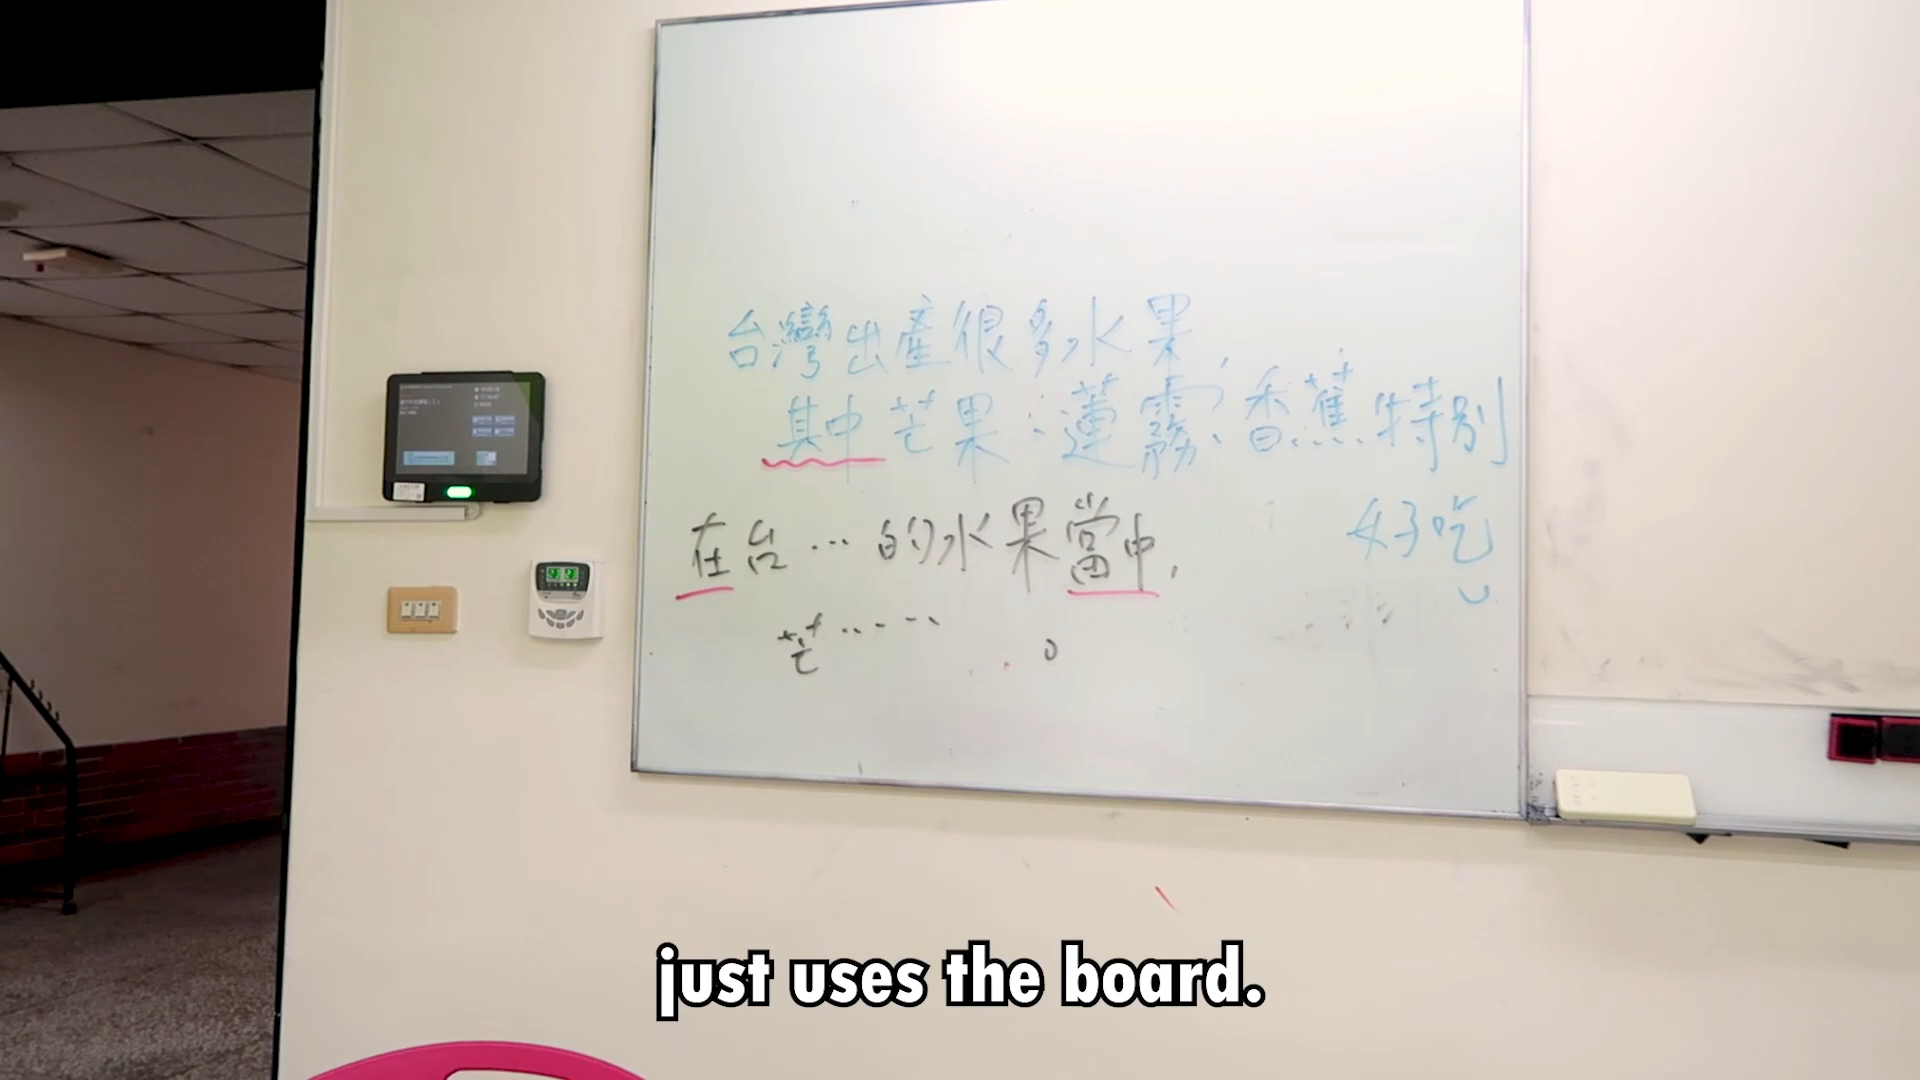 台灣出產很多水果,
其中芒果、蓮霧、香蕉特別
好吃
在台…的水果當中,
芒……。
just uses the board.